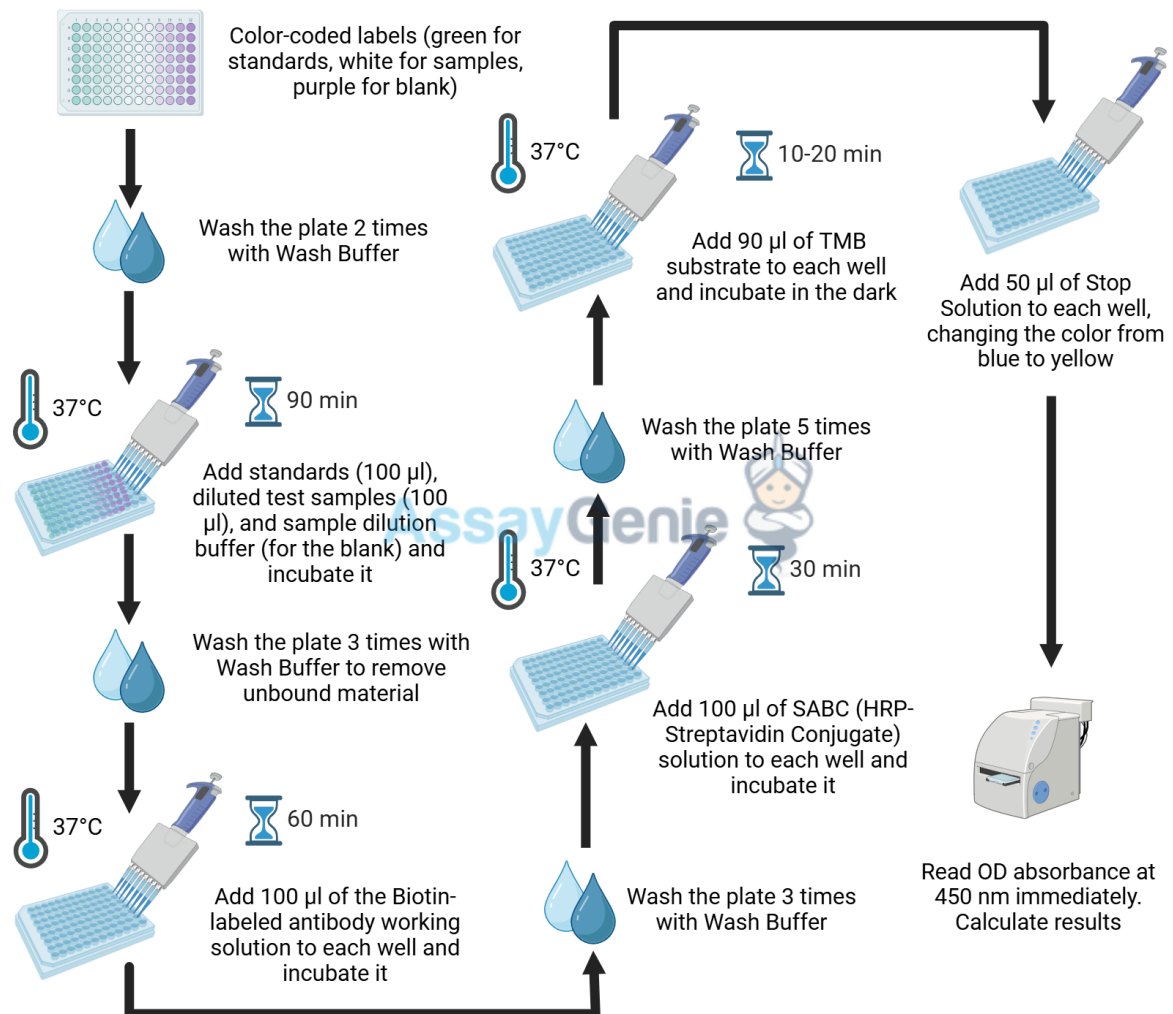 Color-coded labels (green for
standards, white for samples,
purple for blank)
Wash the plate 2 times
with Wash Buffer
37°C
90 min
Add standards (100 µl),
diluted test samples (100
µl), and sample dilution
buffer (for the blank) and
incubate it
Wash the plate 3 times with
Wash Buffer to remove
unbound material
37°C
60 min
Add 100 µl of the Biotin-
labeled antibody working
solution to each well and
incubate it
Wash the plate 3 times
with Wash Buffer
37°C
30 min
Add 100 µl of SABC (HRP-
Streptavidin Conjugate)
solution to each well and
incubate it
Wash the plate 5 times
with Wash Buffer
37°C
10-20 min
Add 90 µl of TMB
substrate to each well
and incubate in the dark
Add 50 µl of Stop
Solution to each well,
changing the color from
blue to yellow
Read OD absorbance at
450 nm immediately.
Calculate results
AssayGenie